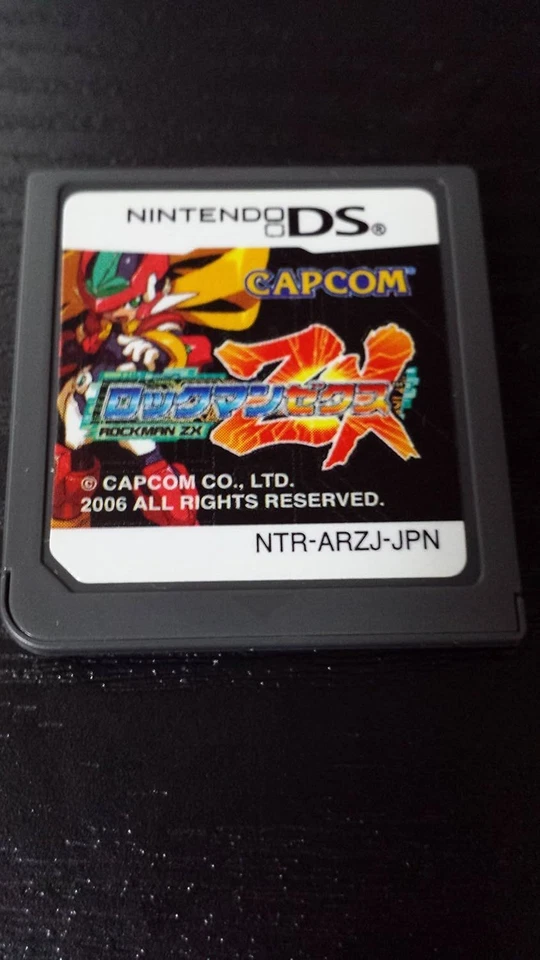 NINTENDO DS®
CAPCOM™
ロックマンゼクス ZX
ROCKMAN ZX
© CAPCOM CO., LTD.
2006 ALL RIGHTS RESERVED.
NTR-ARZJ-JPN